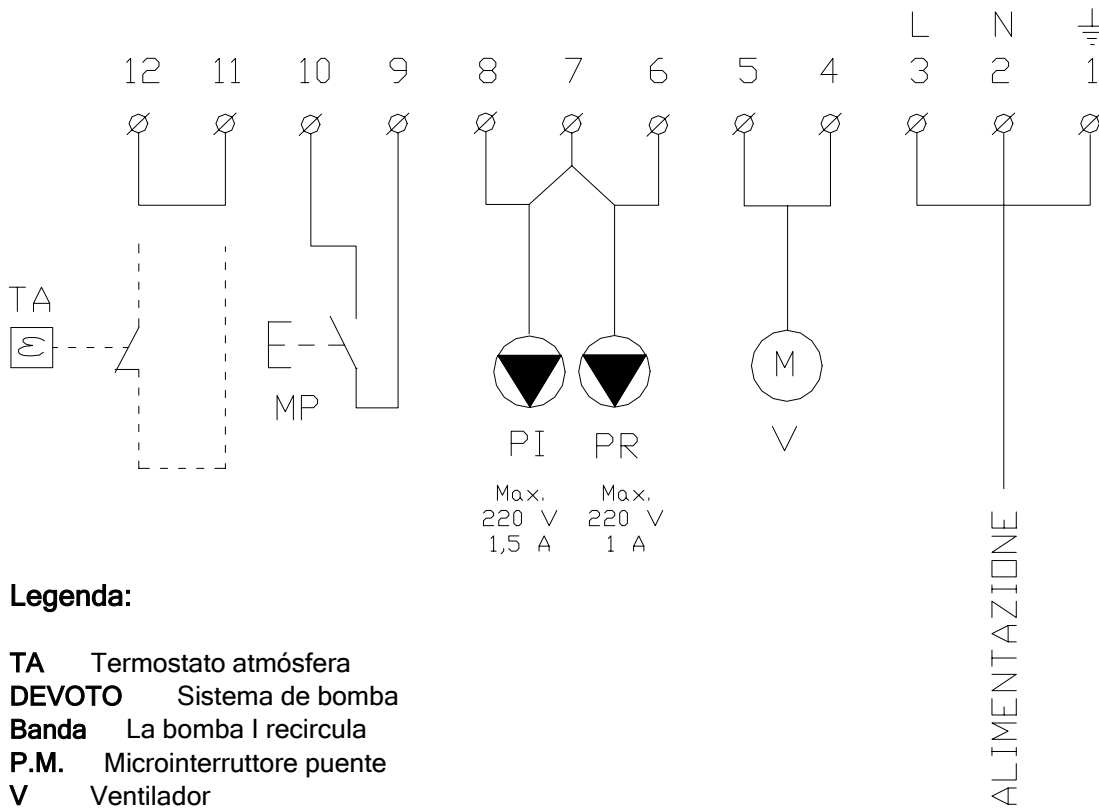 L N
12 11 10 9 8 7 6 5 4 3 2 1
TA
ε
MP
M
PI PR V
Max. Max.
220 V 220 V
1,5 A 1 A
ALIMENTAZIONE
Legenda:
TA Termostato atmósfera
DEVOTO Sistema de bomba
Banda La bomba I recircula
P.M. Microinterruttore puente
V Ventilador